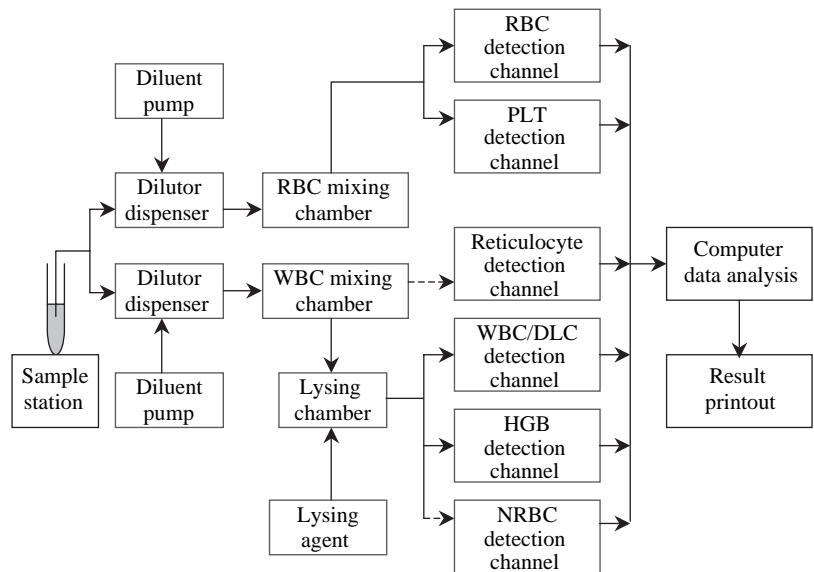 Diluent
pump
Dilutor
dispenser
RBC mixing
chamber
RBC
detection
channel
PLT
detection
channel
Sample
station
Dilutor
dispenser
Diluent
pump
WBC mixing
chamber
Reticulocyte
detection
channel
Lysing
chamber
Lysing
agent
WBC/DLC
detection
channel
HGB
detection
channel
NRBC
detection
channel
Computer
data analysis
Result
printout